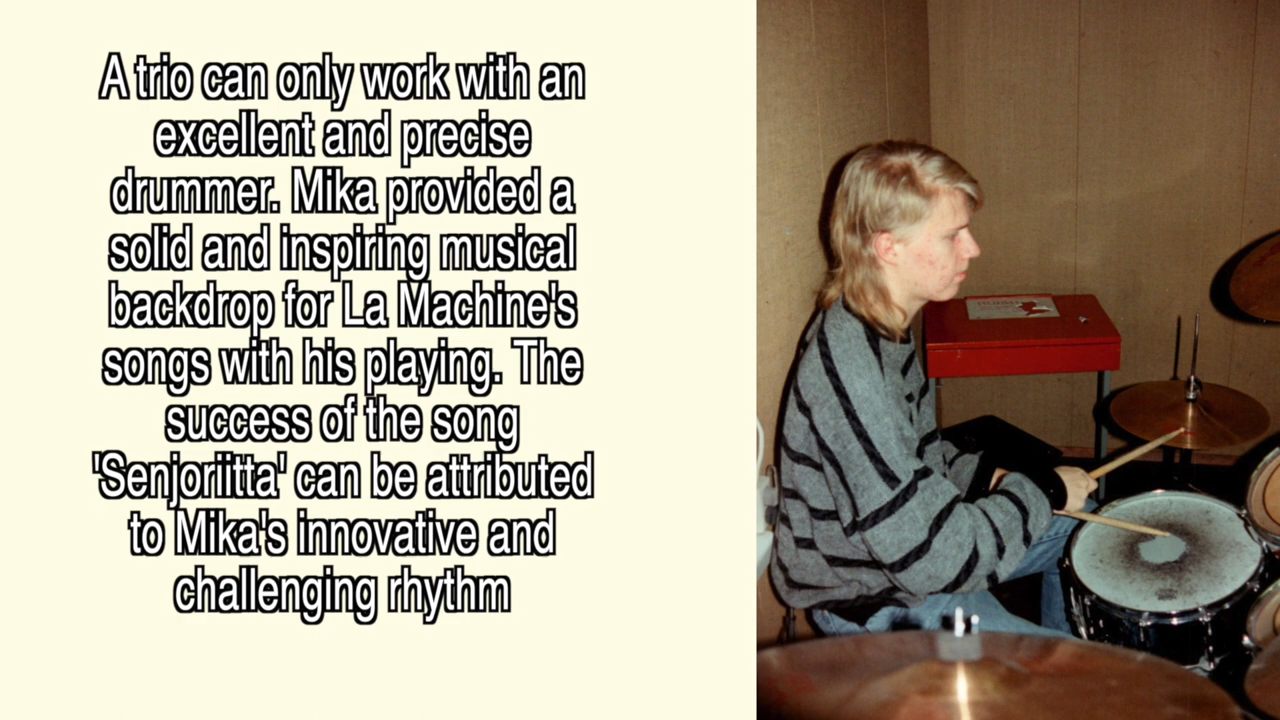 A trio can only work with an
excellent and precise
drummer. Mika provided a
solid and inspiring musical
backdrop for La Machine's
songs with his playing. The
success of the song
'Senjoriitta' can be attributed
to Mika's innovative and
challenging rhythm